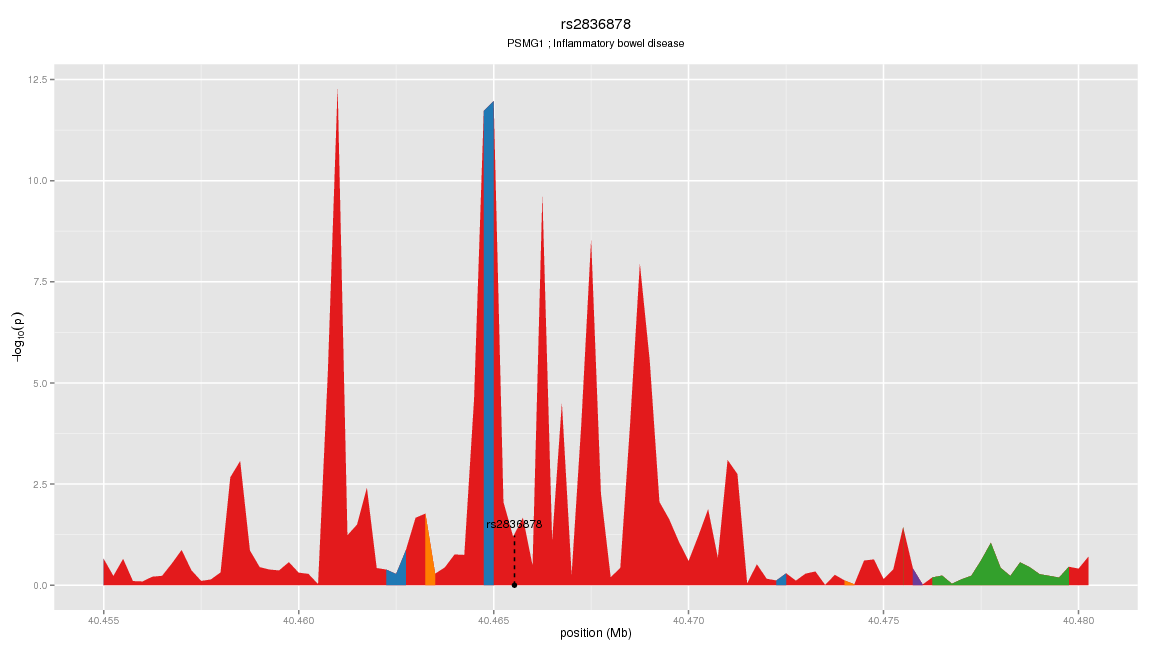 rs2836878
PSMG1 ; Inflammatory bowel disease
12.5
10.0
7.5
5.0
2.5
0.0
−log10(p)
rs2836878
40.455 40.460 40.465 40.470 40.475 40.480
position (Mb)